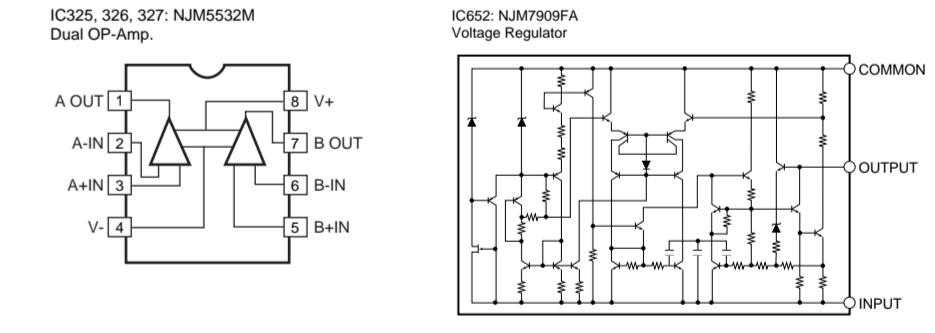 IC325, 326, 327: NJM5532M
Dual OP-Amp.
A OUT 1
A-IN 2
A+IN 3
V- 4
8 V+
7 B OUT
6 B-IN
5 B+IN
IC652: NJM7909FA
Voltage Regulator
COMMON
OUTPUT
INPUT